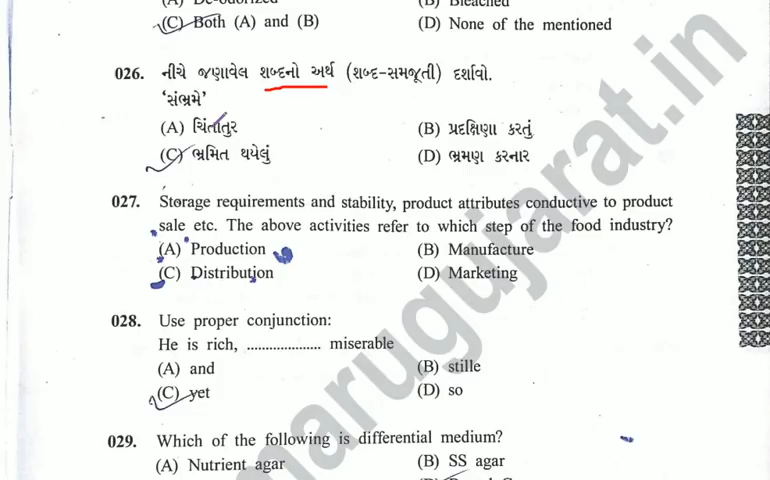 (A) De-odorized (B) Bleached
(C) Both (A) and (B) (D) None of the mentioned
026. નીચે જણાવેલ શબ્દનો અર્થ (શબ્દ-સમજૂતી) દર્શાવો.
'સંભ્રમે'
(A) ચિંતાતુર (B) પ્રદક્ષિણા કરતું
(C) ભ્રમિત થયેલું (D) ભ્રમણ કરનાર
027. Storage requirements and stability, product attributes conductive to product
sale etc. The above activities refer to which step of the food industry?
(A) Production (B) Manufacture
(C) Distribution (D) Marketing
028. Use proper conjunction:
He is rich, ..................... miserable
(A) and (B) stille
(C) yet (D) so
029. Which of the following is differential medium?
(A) Nutrient agar (B) SS agar
marugujarat.in